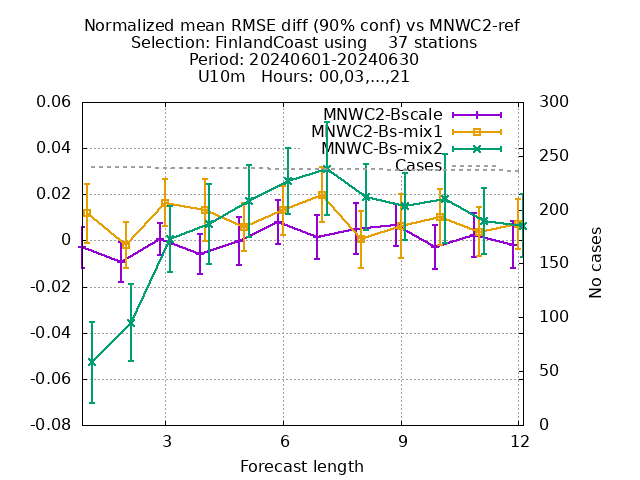 Normalized mean RMSE diff (90% conf) vs MNWC2-ref
Selection: FinlandCoast using    37 stations
Period: 20240601-20240630
U10m   Hours: 00,03,...,21
MNWC2-Bscale
MNWC2-Bs-mix1
MNWC-Bs-mix2
Cases
0.06
0.04
0.02
0
-0.02
-0.04
-0.06
-0.08
300
250
200
150
100
50
0
No cases
3 6 9 12
Forecast length